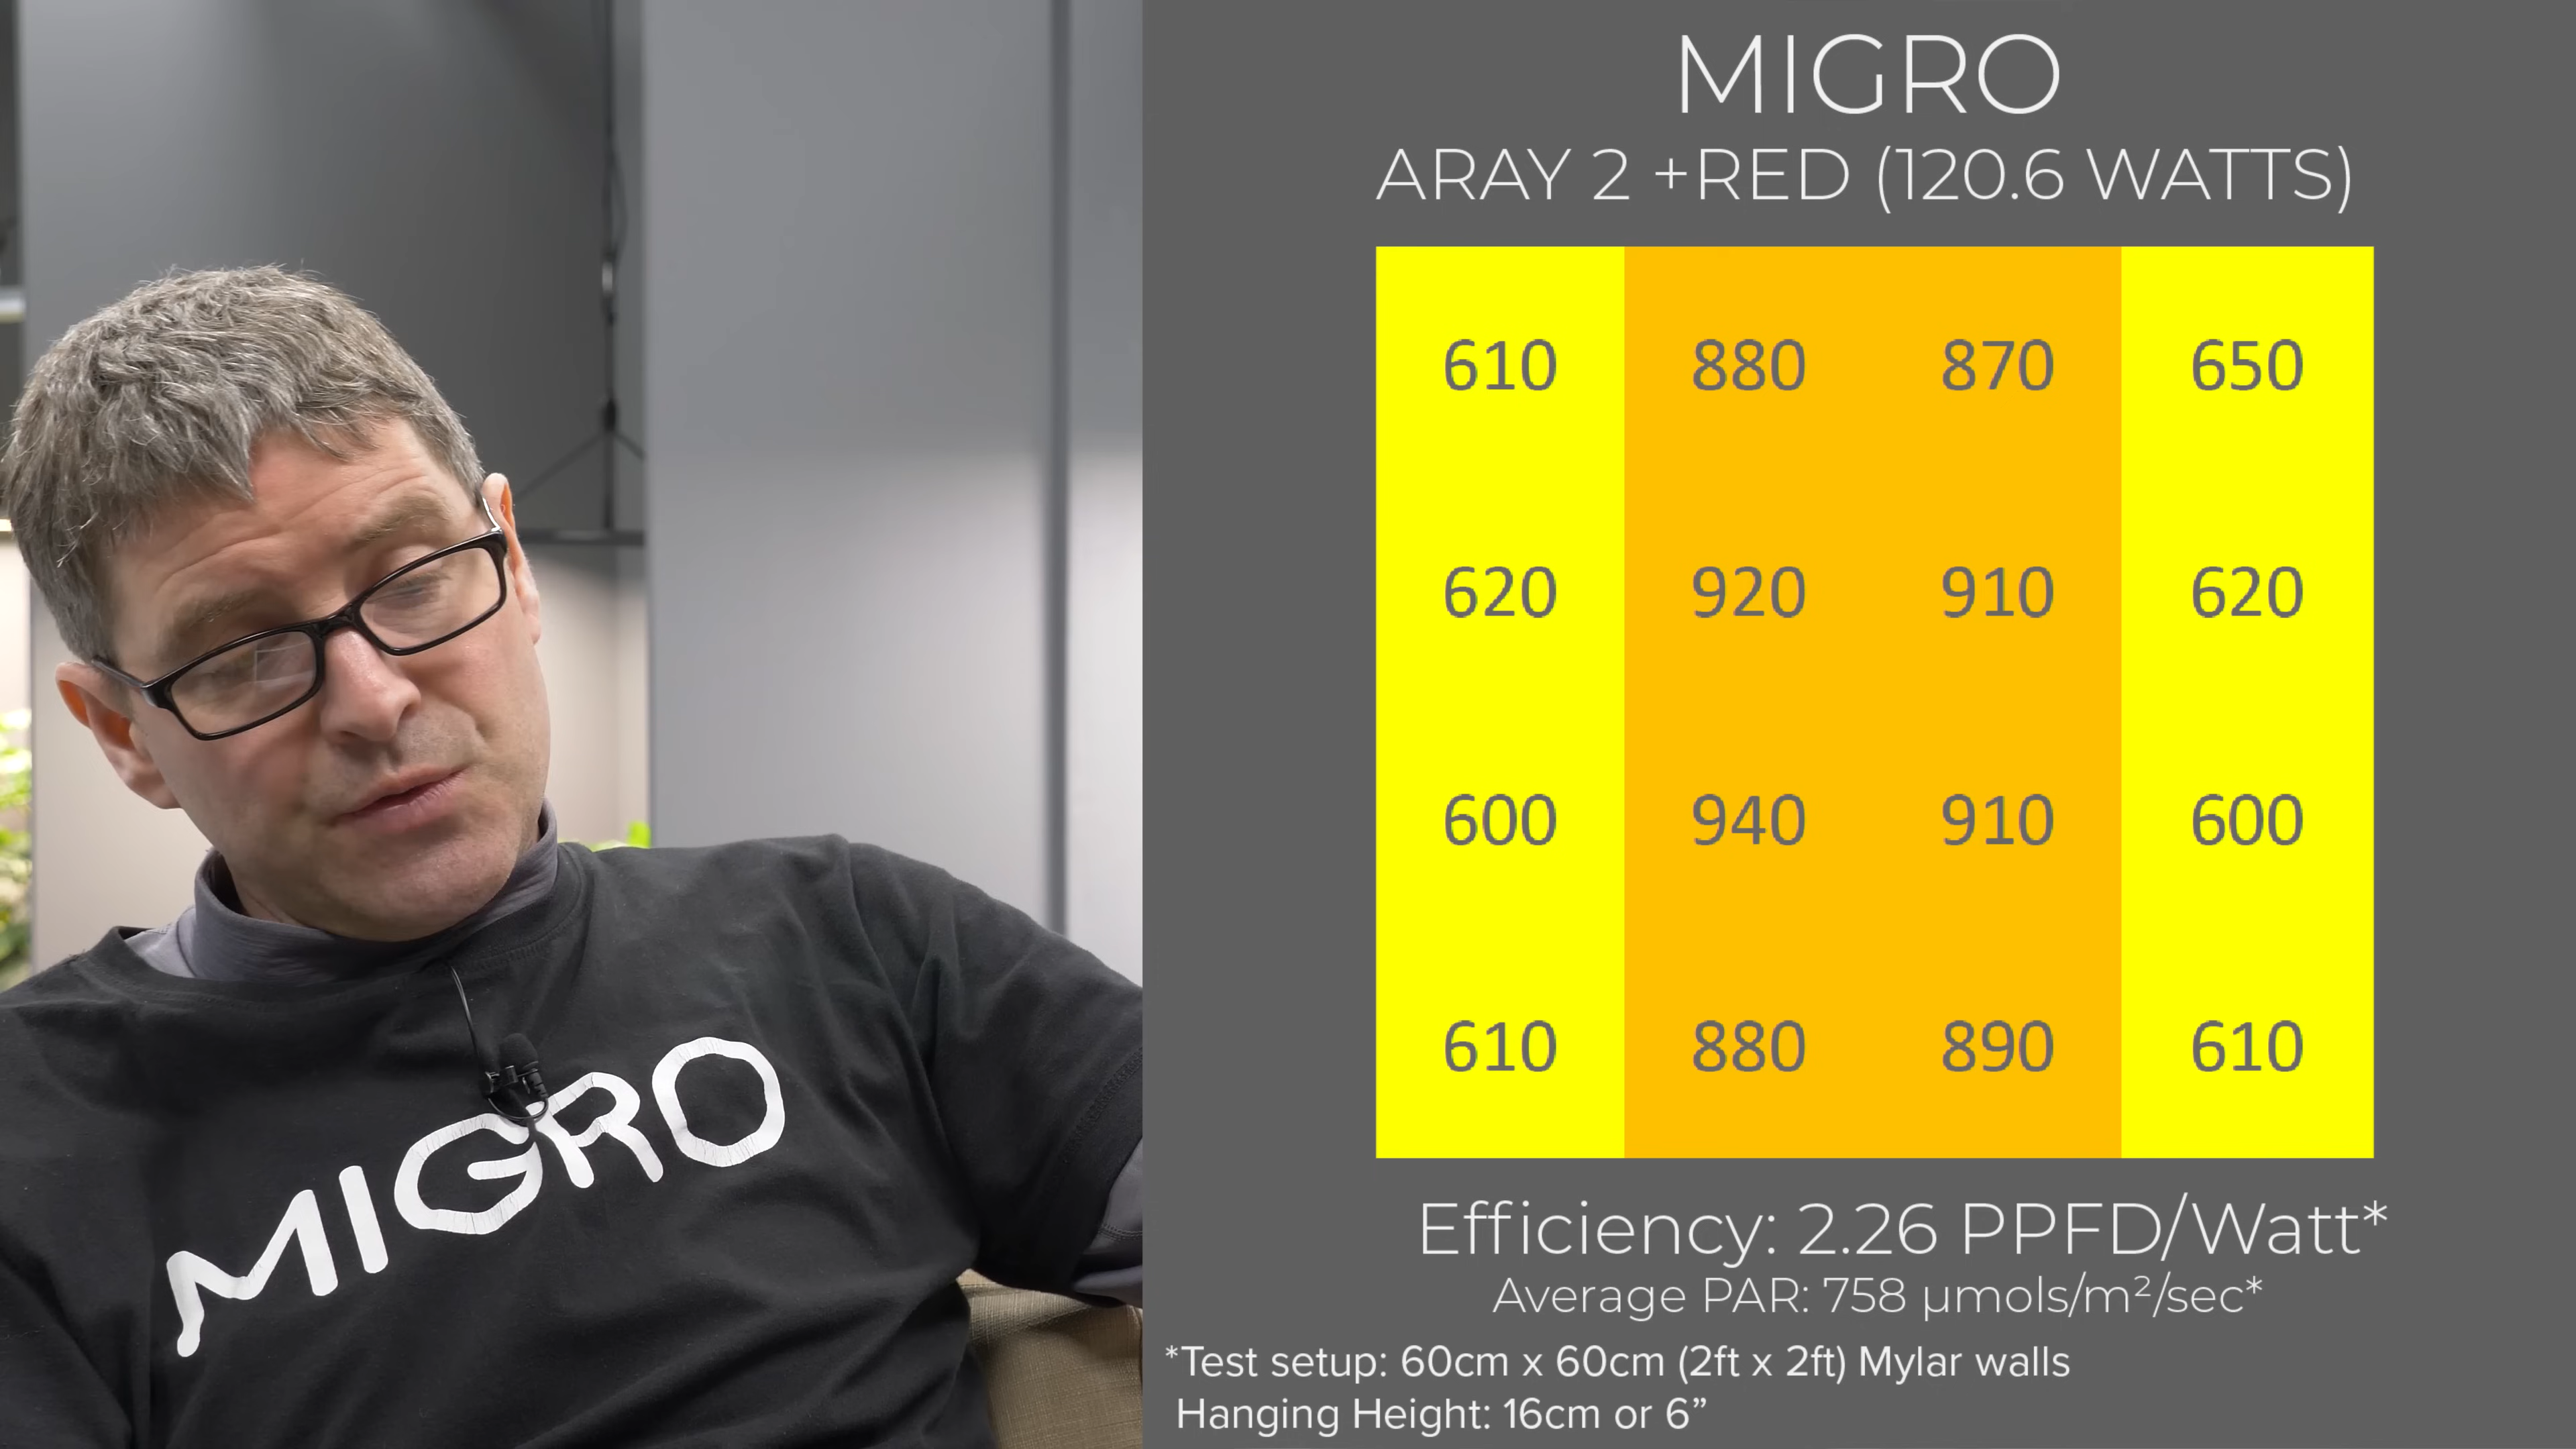 MIGRO
ARAY 2 +RED (120.6 WATTS)
610 880 870 650
620 920 910 620
600 940 910 600
610 880 890 610
Efficiency: 2.26 PPFD/Watt*
Average PAR: 758 µmols/m²/sec*
*Test setup: 60cm x 60cm (2ft x 2ft) Mylar walls
Hanging Height: 16cm or 6”
MIGRO